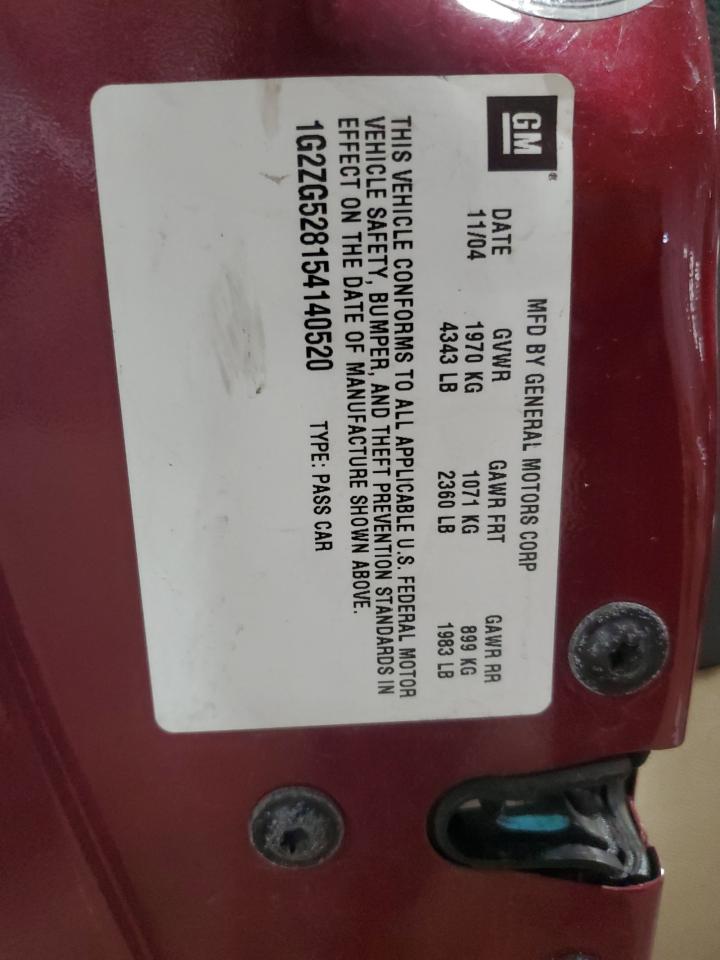 GM®
MFD BY GENERAL MOTORS CORP
DATE GVWR GAWR FRT GAWR RR
11/04 1970 KG 1071 KG 899 KG
4343 LB 2360 LB 1983 LB
THIS VEHICLE CONFORMS TO ALL APPLICABLE U.S. FEDERAL MOTOR
VEHICLE SAFETY, BUMPER, AND THEFT PREVENTION STANDARDS IN
EFFECT ON THE DATE OF MANUFACTURE SHOWN ABOVE.
1G2ZG528154140520 TYPE: PASS CAR